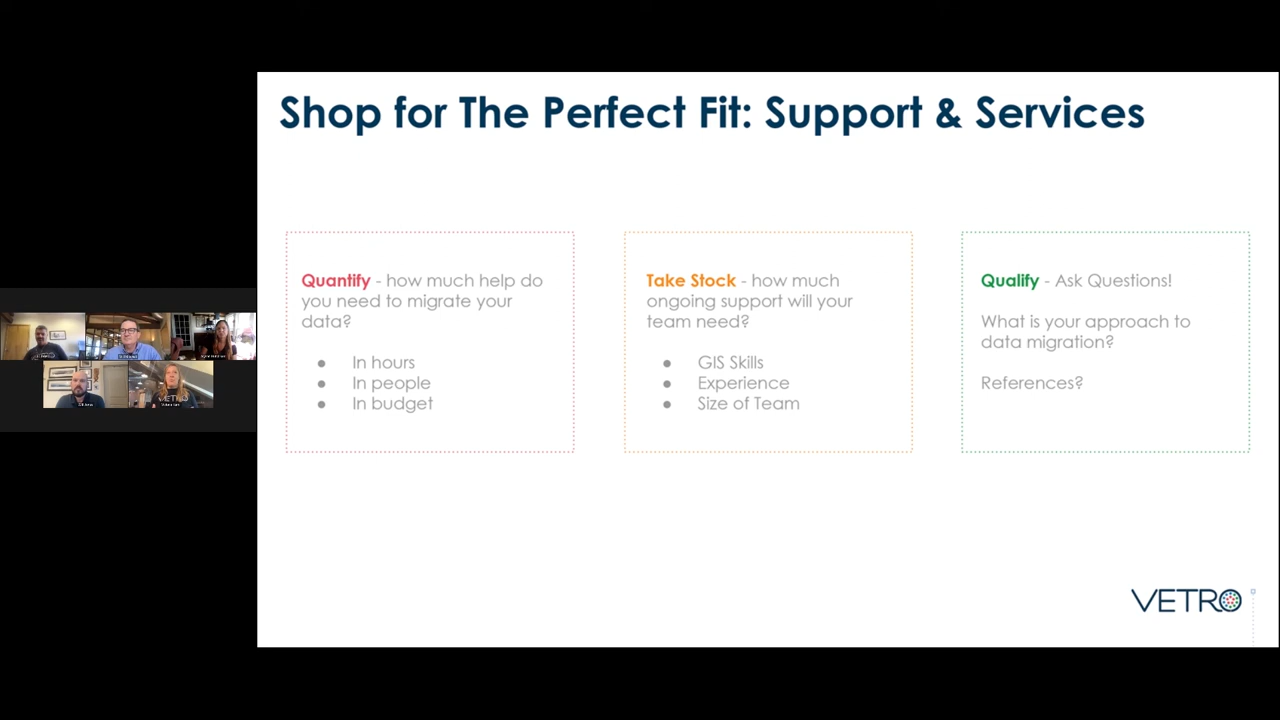 Shop for The Perfect Fit: Support & Services
Quantify - how much help do
you need to migrate your
data?
● In hours
● In people
● In budget
Take Stock - how much
ongoing support will your
team need?
● GIS Skills
● Experience
● Size of Team
Qualify - Ask Questions!
What is your approach to
data migration?
References?
VETRO
VETRO